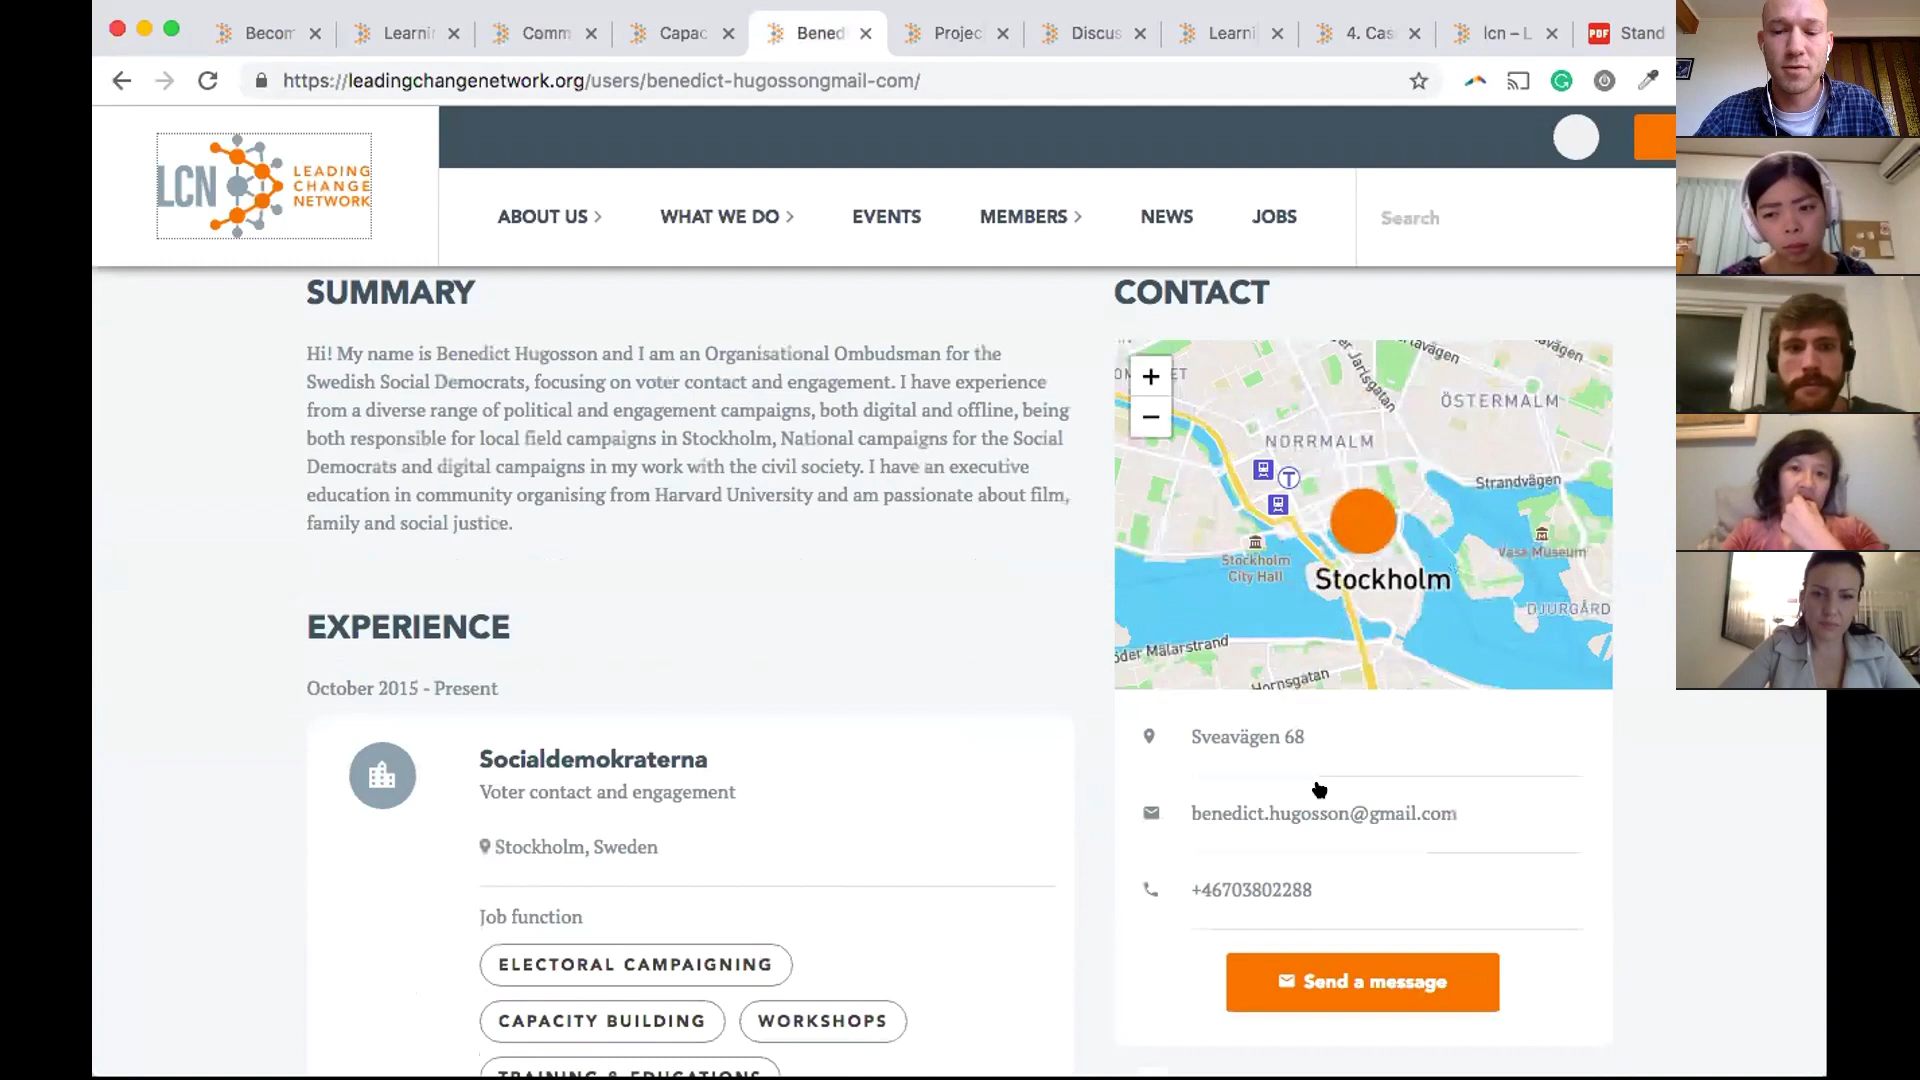 Becom
Learnin
Comm
Capac
Bened
Projec
Discus
Learni
4. Cas
lcn – L
PDF Stand
https://leadingchangenetwork.org/users/benedict-hugossongmail-com/
LCN
LEADING
CHANGE
NETWORK
ABOUT US
WHAT WE DO
EVENTS
MEMBERS
NEWS
JOBS
Search
SUMMARY
Hi! My name is Benedict Hugosson and I am an Organisational Ombudsman for the
Swedish Social Democrats, focusing on voter contact and engagement. I have experience
from a diverse range of political and engagement campaigns, both digital and offline, being
both responsible for local field campaigns in Stockholm, National campaigns for the Social
Democrats and digital campaigns in my work with the civil society. I have an executive
education in community organising from Harvard University and am passionate about film,
family and social justice.
EXPERIENCE
October 2015 - Present
Socialdemokraterna
Voter contact and engagement
Stockholm, Sweden
Job function
ELECTORAL CAMPAIGNING
CAPACITY BUILDING
WORKSHOPS
TRAINING & EDUCATIONS
CONTACT
+
−
ÖSTERMALM
NORRMALM
T
Strandvägen
Vasa Museum
Stockholm
City Hall
Stockholm
DJURGÅRD
öder Mälarstrand
Hornsgatan
Sveavägen 68
benedict.hugosson@gmail.com
+46703802288
Send a message